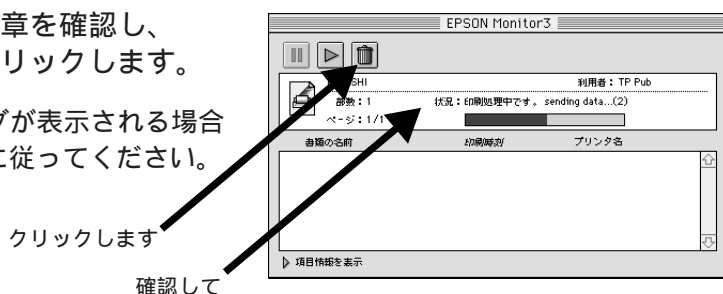 章を確認し、
リックします。
が表示される場合
に従ってください。
クリックします
確認して
EPSON Monitor3
SHI
利用者：TP Pub
部数：1
状況：印刷処理中です。 sending data...(2)
ページ：1/1
書類の名前
印刷時刻
プリンタ名
項目情報を表示